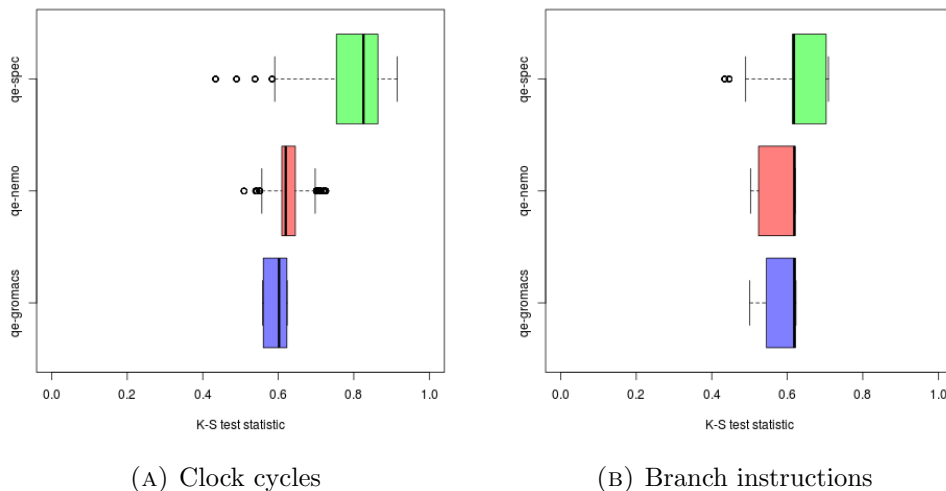 qe-spec
qe-nemo
qe-gromacs
0.0 0.2 0.4 0.6 0.8 1.0
K-S test statistic
(A) Clock cycles
qe-spec
qe-nemo
qe-gromacs
0.0 0.2 0.4 0.6 0.8 1.0
K-S test statistic
(B) Branch instructions